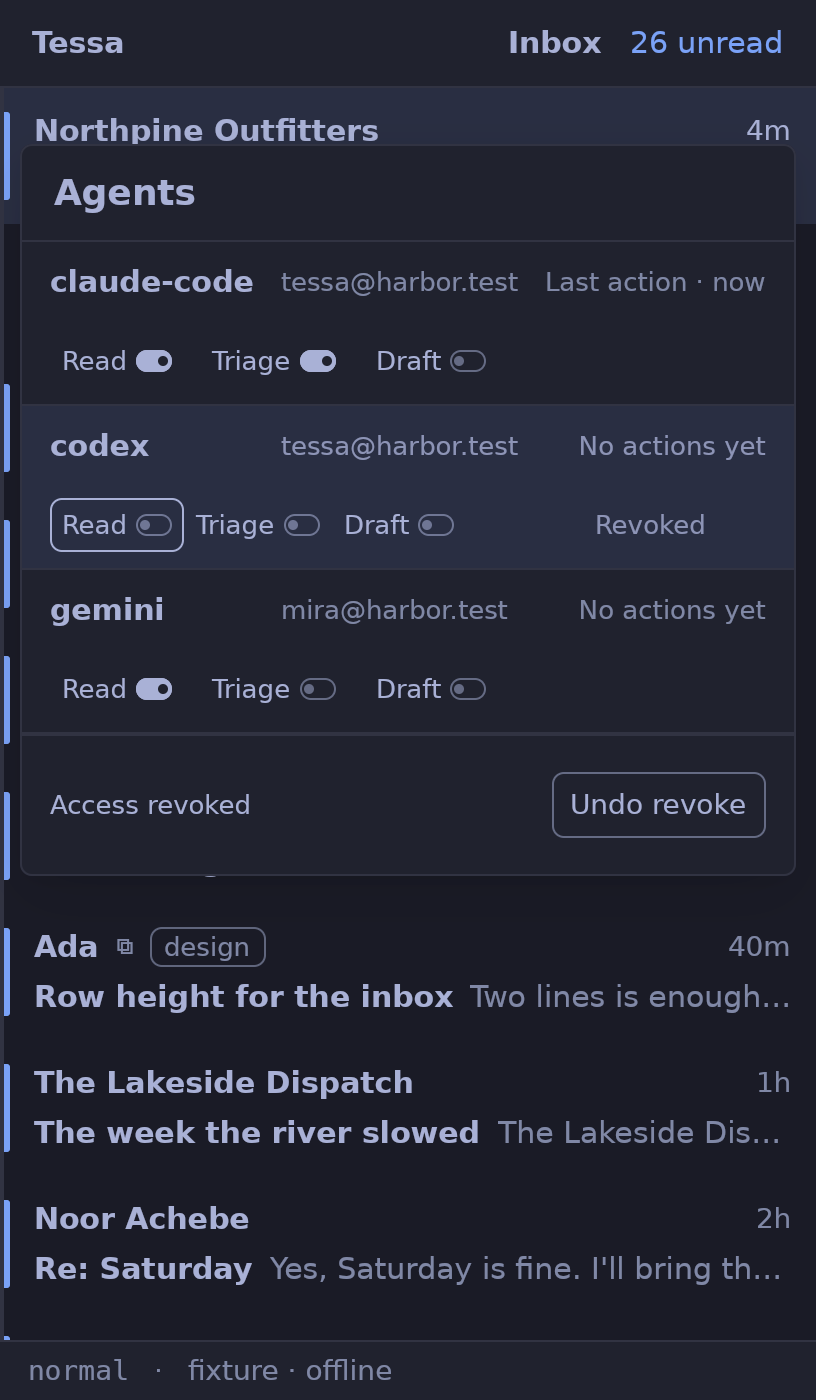 Tessa Inbox 26 unread
Northpine Outfitters 4m
Agents
claude-code tessa@harbor.test Last action · now
Read Triage Draft
codex tessa@harbor.test No actions yet
Read Triage Draft Revoked
gemini mira@harbor.test No actions yet
Read Triage Draft
Access revoked Undo revoke
Ada design 40m
Row height for the inbox Two lines is enough…
The Lakeside Dispatch 1h
The week the river slowed The Lakeside Dis…
Noor Achebe 2h
Re: Saturday Yes, Saturday is fine. I'll bring th…
normal · fixture · offline